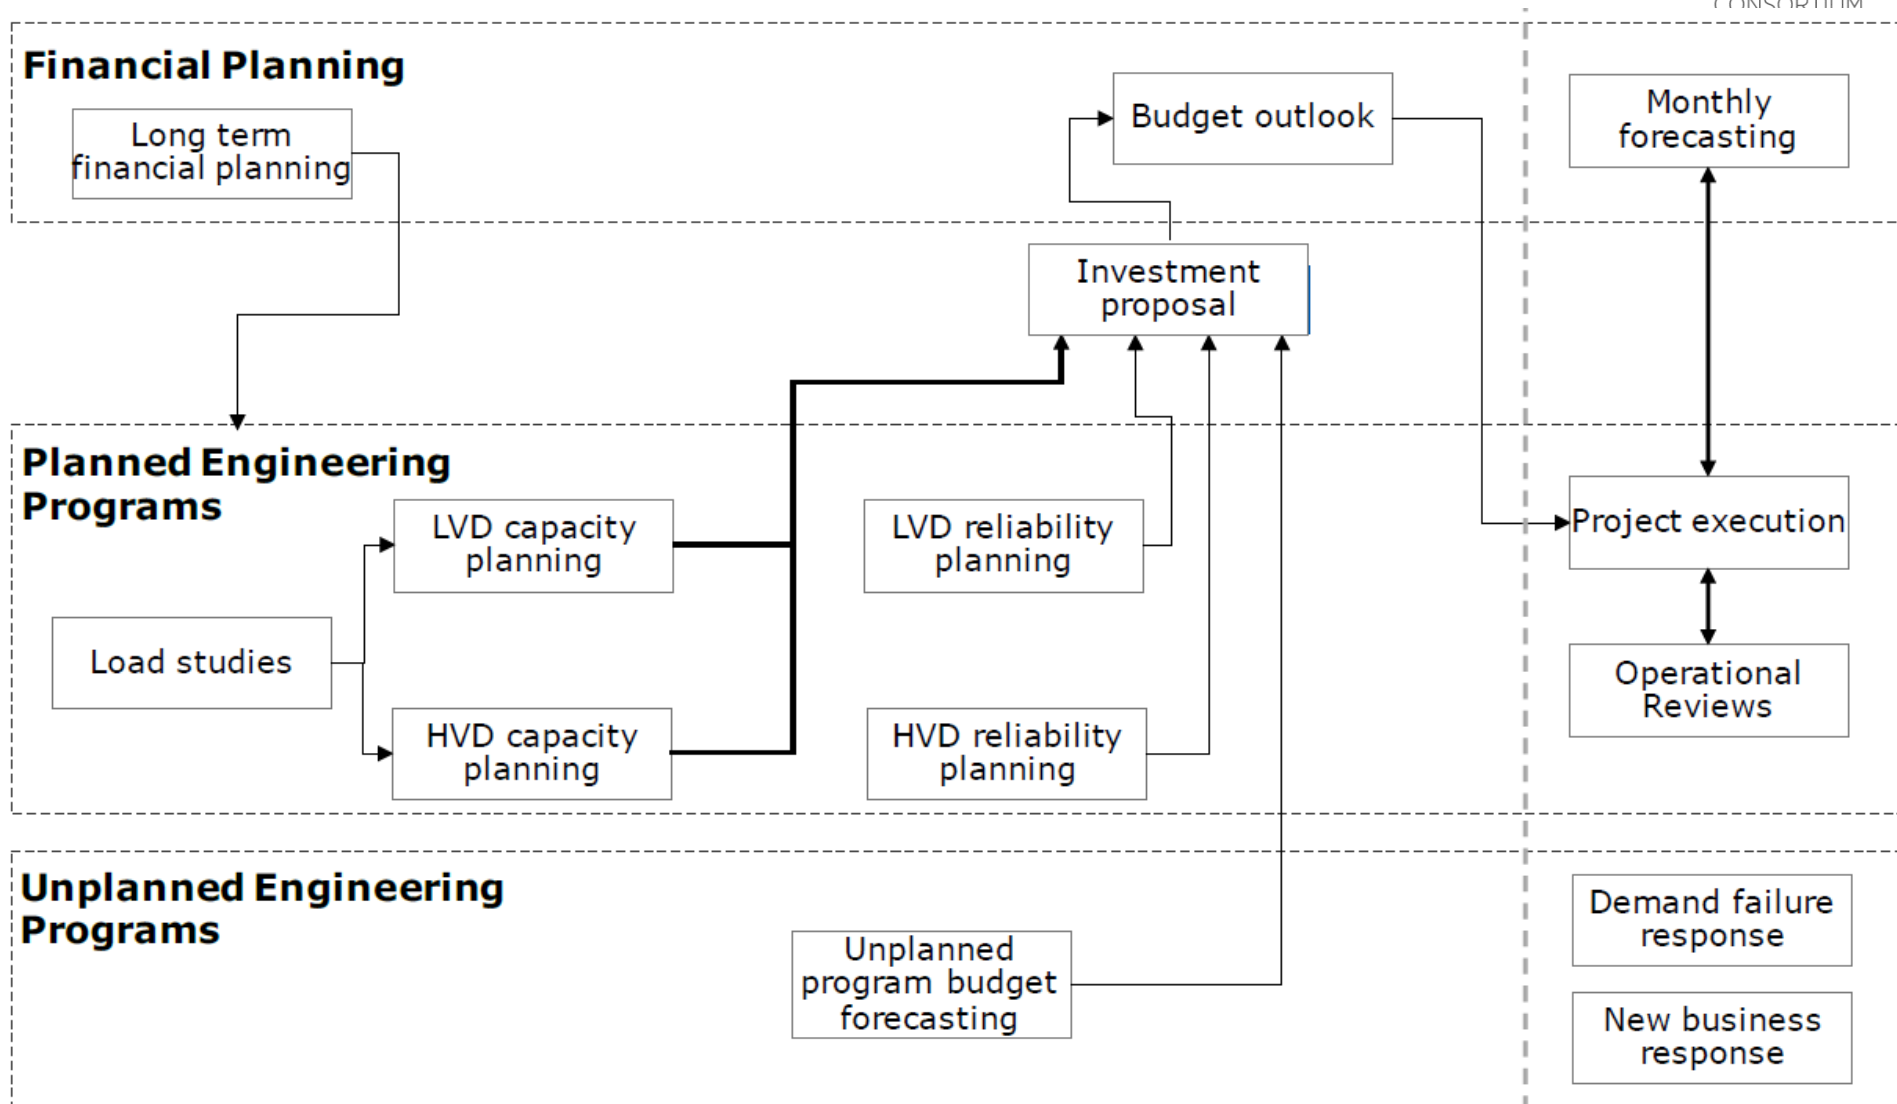 CONSORTIUM
Financial Planning
Long term
financial planning
Budget outlook
Monthly
forecasting
Investment
proposal
Planned Engineering
Programs
LVD capacity
planning
LVD reliability
planning
Project execution
Load studies
HVD capacity
planning
HVD reliability
planning
Operational
Reviews
Unplanned Engineering
Programs
Unplanned
program budget
forecasting
Demand failure
response
New business
response